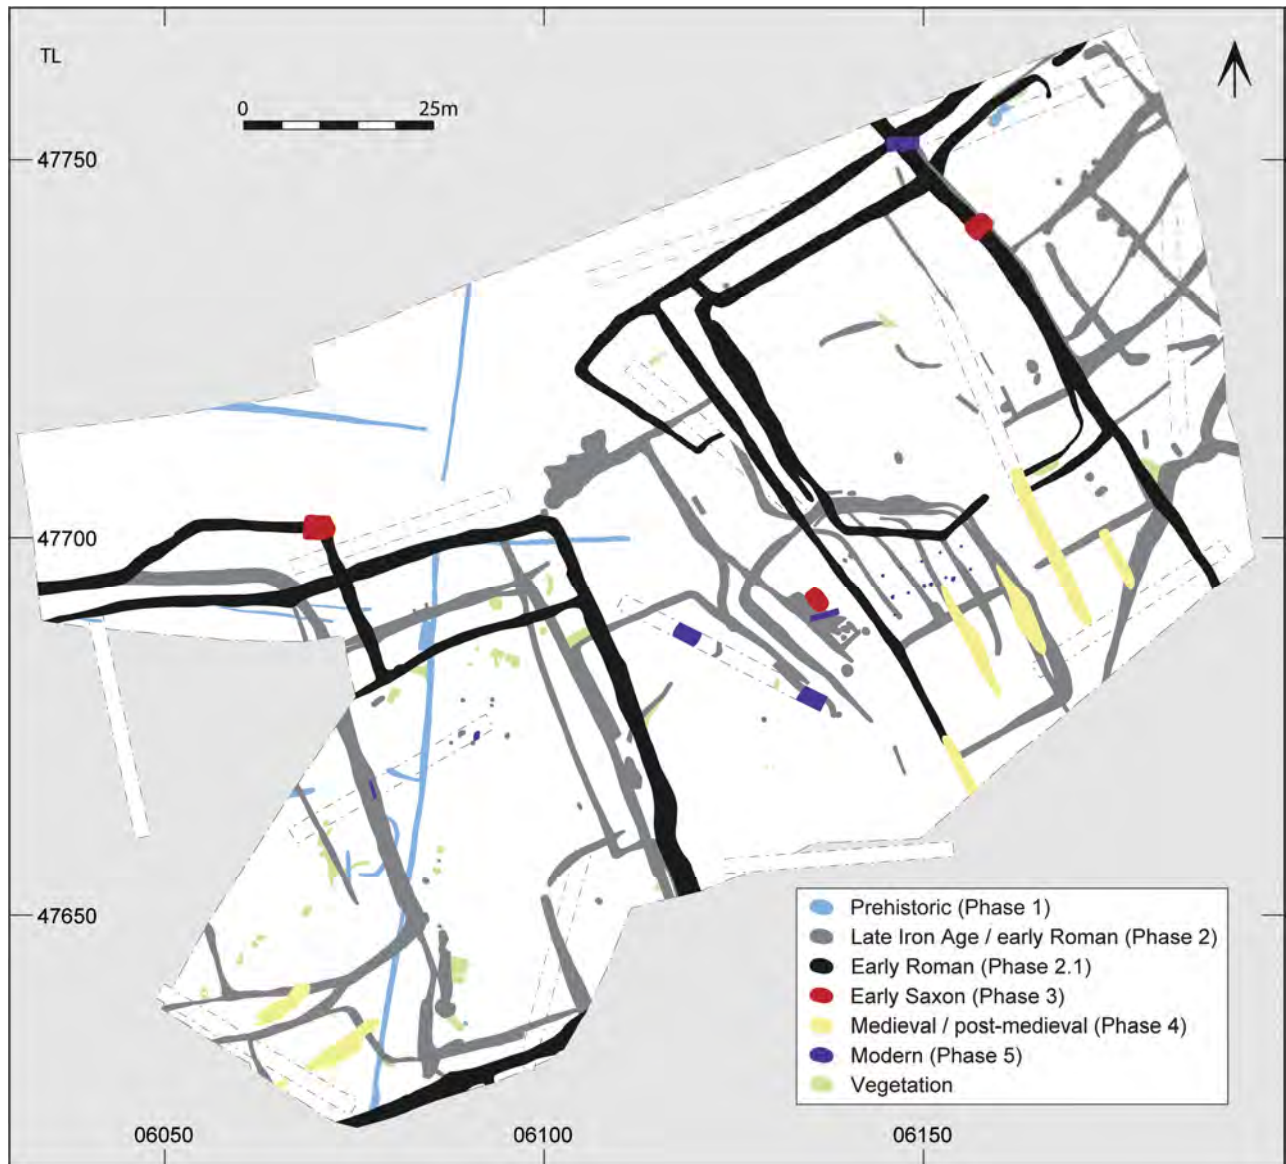 TL
0 25m
47750
47700
47650
Prehistoric (Phase 1)
Late Iron Age / early Roman (Phase 2)
Early Roman (Phase 2.1)
Early Saxon (Phase 3)
Medieval / post-medieval (Phase 4)
Modern (Phase 5)
Vegetation
06050 06100 06150